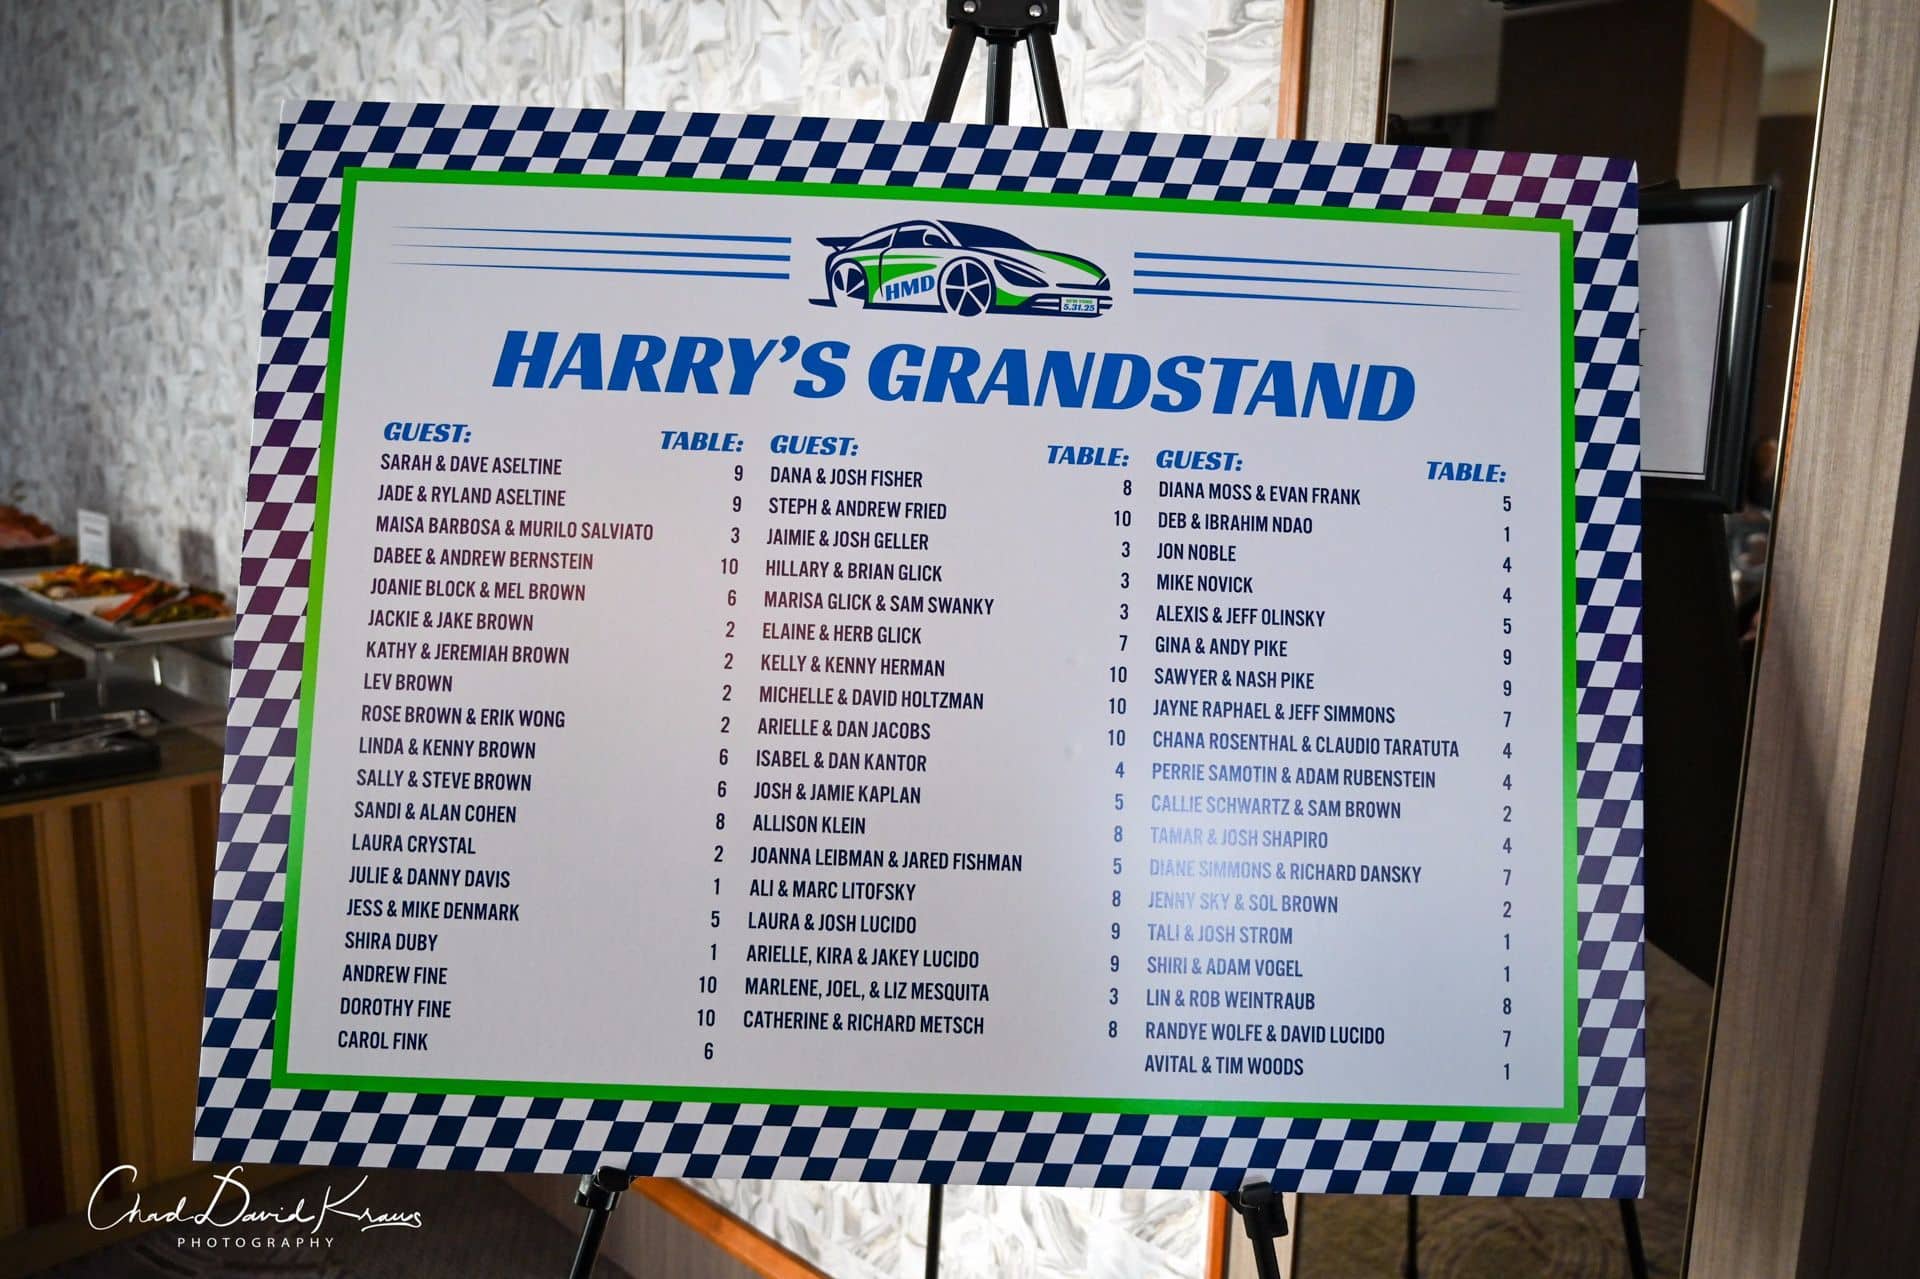 HMD
5.31.25
HARRY'S GRANDSTAND
GUEST: TABLE:
SARAH & DAVE ASELTINE 9
JADE & RYLAND ASELTINE 9
MAISA BARBOSA & MURILO SALVIATO 3
DABEE & ANDREW BERNSTEIN 10
JOANIE BLOCK & MEL BROWN 6
JACKIE & JAKE BROWN 2
KATHY & JEREMIAH BROWN 2
LEV BROWN 2
ROSE BROWN & ERIK WONG 2
LINDA & KENNY BROWN 6
SALLY & STEVE BROWN 6
SANDI & ALAN COHEN 8
LAURA CRYSTAL 2
JULIE & DANNY DAVIS 1
JESS & MIKE DENMARK 5
SHIRA DUBY 1
ANDREW FINE 10
DOROTHY FINE 10
CAROL FINK 6
GUEST: TABLE:
DANA & JOSH FISHER 8
STEPH & ANDREW FRIED 10
JAIMIE & JOSH GELLER 3
HILLARY & BRIAN GLICK 3
MARISA GLICK & SAM SWANKY 3
ELAINE & HERB GLICK 7
KELLY & KENNY HERMAN 10
MICHELLE & DAVID HOLTZMAN 10
ARIELLE & DAN JACOBS 10
ISABEL & DAN KANTOR 4
JOSH & JAMIE KAPLAN 5
ALLISON KLEIN 8
JOANNA LEIBMAN & JARED FISHMAN 5
ALI & MARC LITOFSKY 8
LAURA & JOSH LUCIDO 9
ARIELLE, KIRA & JAKEY LUCIDO 9
MARLENE, JOEL, & LIZ MESQUITA 3
CATHERINE & RICHARD METSCH 8
GUEST: TABLE:
DIANA MOSS & EVAN FRANK 5
DEB & IBRAHIM NDAO 1
JON NOBLE 4
MIKE NOVICK 4
ALEXIS & JEFF OLINSKY 5
GINA & ANDY PIKE 9
SAWYER & NASH PIKE 9
JAYNE RAPHAEL & JEFF SIMMONS 7
CHANA ROSENTHAL & CLAUDIO TARATUTA 4
PERRIE SAMOTIN & ADAM RUBENSTEIN 4
CALLIE SCHWARTZ & SAM BROWN 2
TAMAR & JOSH SHAPIRO 4
DIANE SIMMONS & RICHARD DANSKY 7
JENNY SKY & SOL BROWN 2
TALI & JOSH STROM 1
SHIRI & ADAM VOGEL 1
LIN & ROB WEINTRAUB 8
RANDYE WOLFE & DAVID LUCIDO 7
AVITAL & TIM WOODS 1
Chad David Kraus
PHOTOGRAPHY